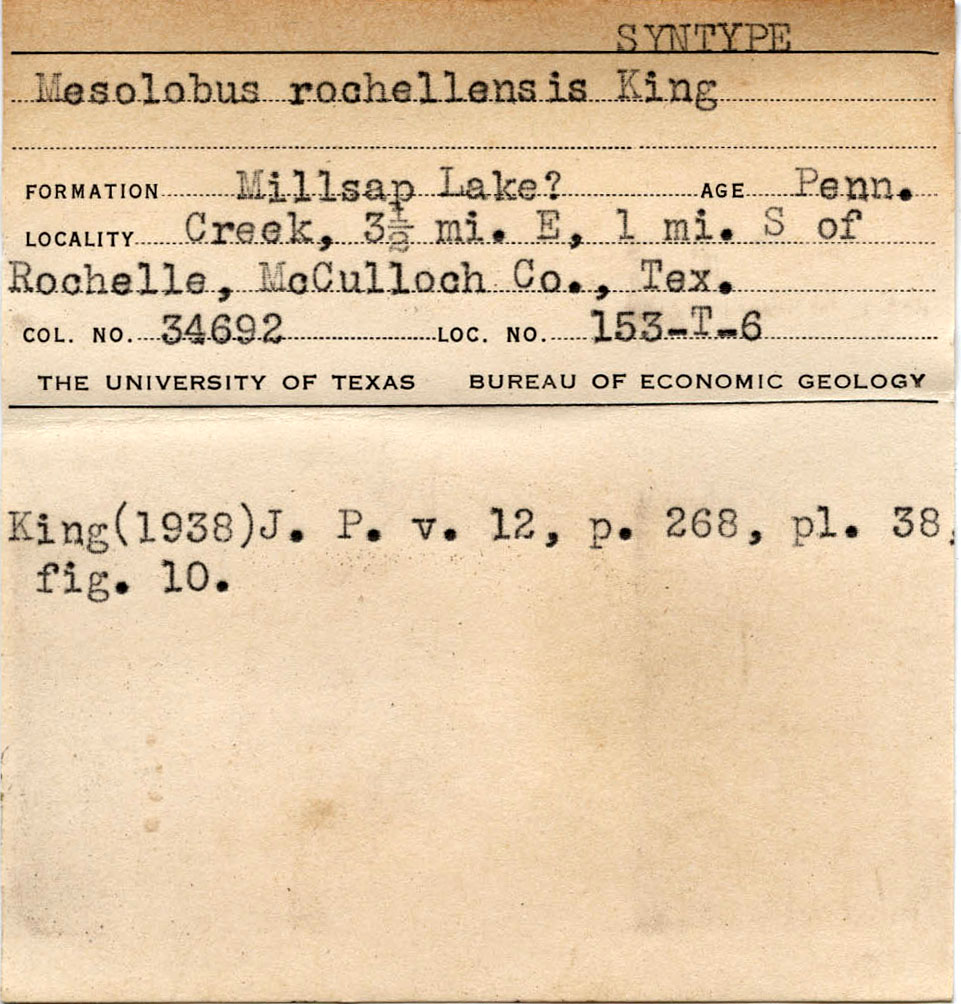 SYNTYPE
Mesolobus rochellensis King
FORMATION Millsap Lake? AGE Penn.
LOCALITY Creek, 3½ mi. E, 1 mi. S of
Rochelle, McCulloch Co., Tex.
COL. NO. 34692 LOC. NO. 153-T-6
THE UNIVERSITY OF TEXAS BUREAU OF ECONOMIC GEOLOGY
King(1938)J. P. v. 12, p. 268, pl. 38,
fig. 10.